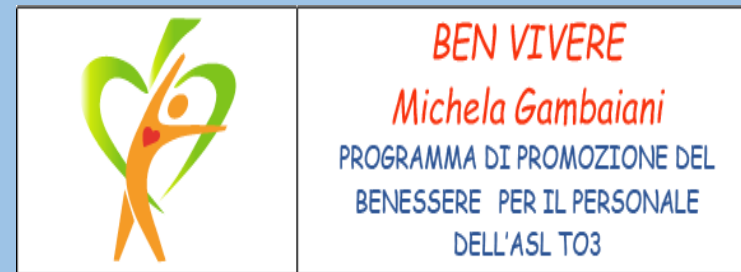 BEN VIVERE
Michela Gambaiani
PROGRAMMA DI PROMOZIONE DEL
BENESSERE PER IL PERSONALE
DELL'ASL TO3